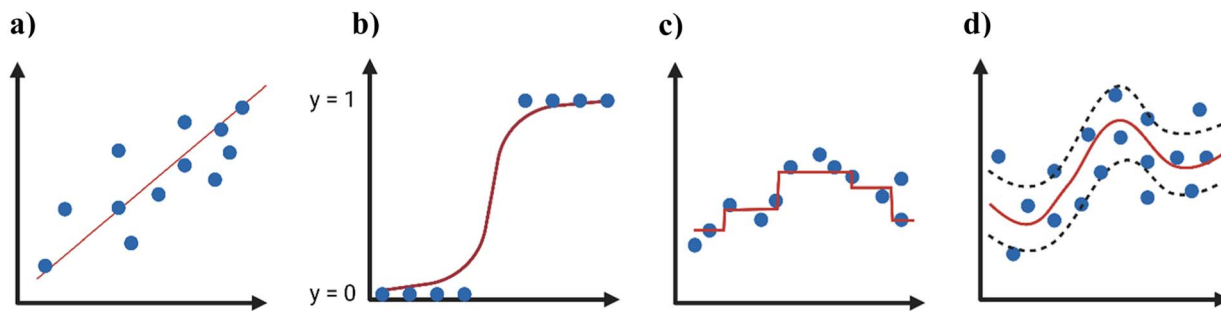 a)
b)
c)
d)
y = 1
y = 0